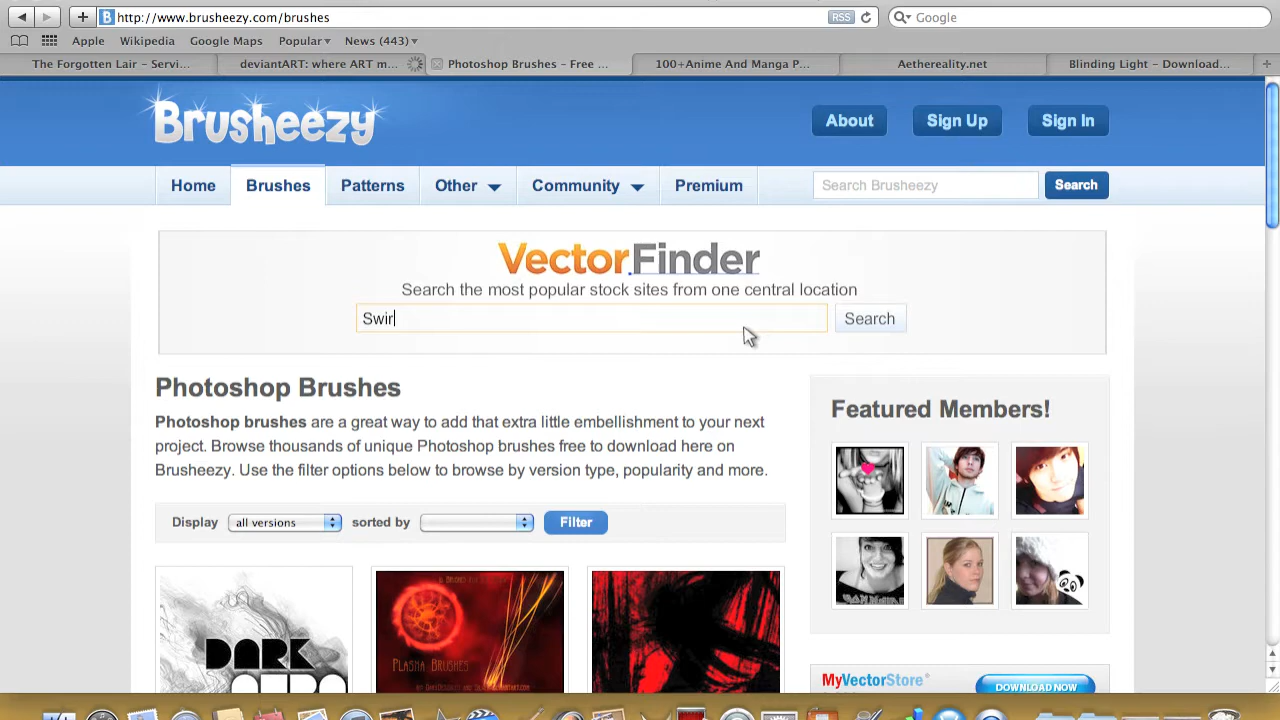 http://www.brusheezy.com/brushes
RSS
Google
Apple
Wikipedia
Google Maps
Popular
News (443)
The Forgotten Lair – Servi...
deviantART: where ART m...
Photoshop Brushes – Free ...
100+Anime And Manga P...
Aethereality.net
Blinding Light – Download...
Brusheezy
About
Sign Up
Sign In
Home
Brushes
Patterns
Other
Community
Premium
Search Brusheezy
Search
VectorFinder
Search the most popular stock sites from one central location
Swir
Search
Photoshop Brushes
Photoshop brushes are a great way to add that extra little embellishment to your next
project. Browse thousands of unique Photoshop brushes free to download here on
Brusheezy. Use the filter options below to browse by version type, popularity and more.
Display
all versions
sorted by
Filter
Featured Members!
DARK
PLASMA BRUSHES
MyVectorStore
DOWNLOAD NOW